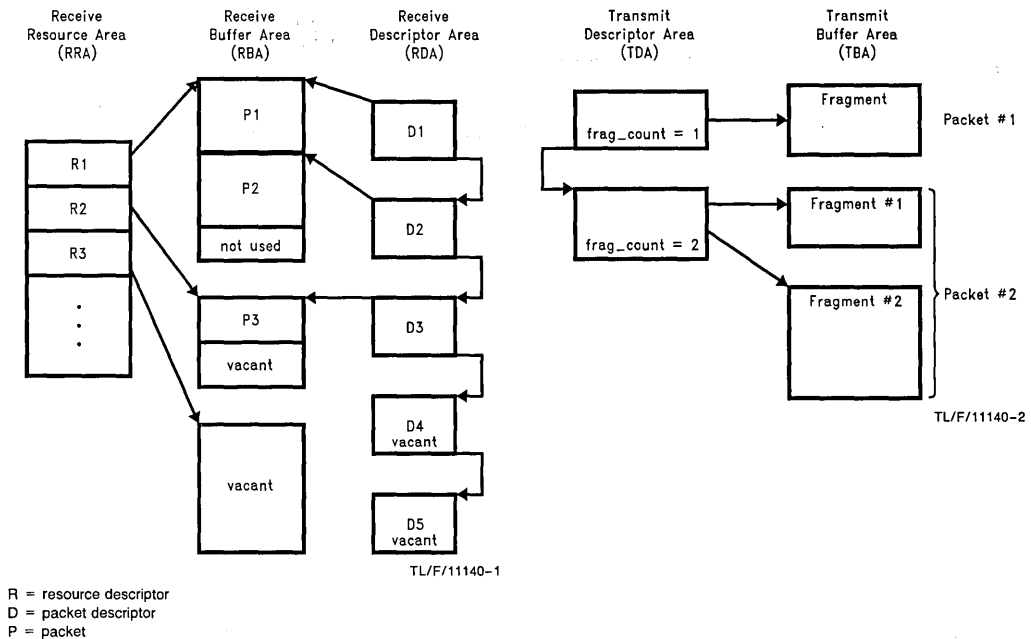 Receive
Resource Area
(RRA)
Receive
Buffer Area
(RBA)
Receive
Descriptor Area
(RDA)
R1
R2
R3
P1
P2
not used
P3
vacant
vacant
D1
D2
D3
D4
vacant
D5
vacant
TL/F/11140-1
Transmit
Descriptor Area
(TDA)
Transmit
Buffer Area
(TBA)
frag_count = 1
Fragment
Packet #1
frag_count = 2
Fragment #1
Fragment #2
Packet #2
TL/F/11140-2
R = resource descriptor
D = packet descriptor
P = packet